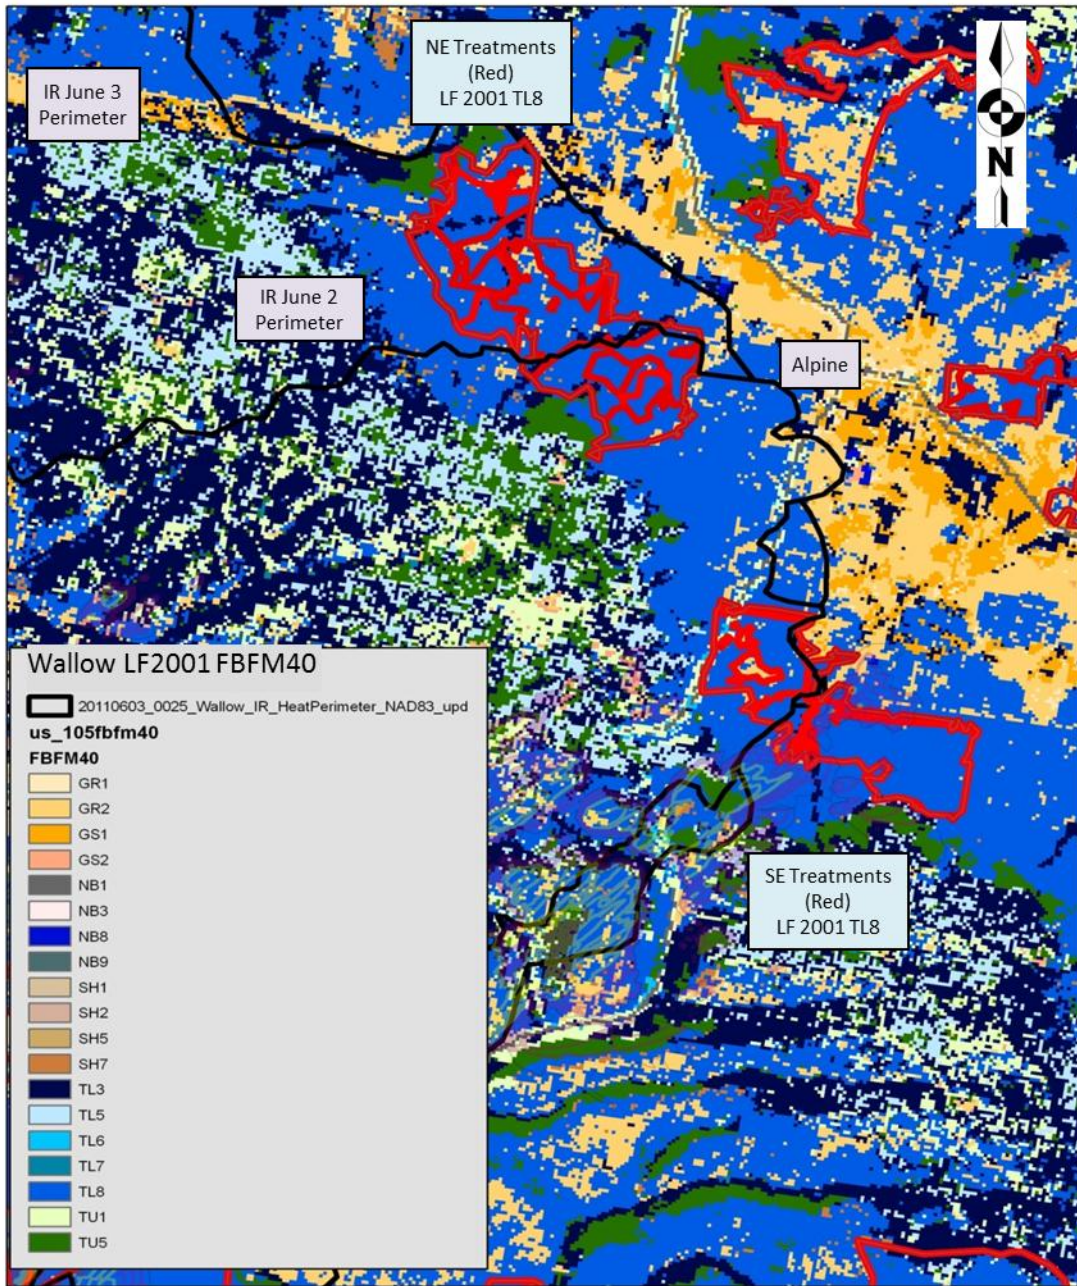 NE Treatments
(Red)
LF 2001 TL8
IR June 3
Perimeter
N
IR June 2
Perimeter
Alpine
Wallow LF2001 FBFM40
20110603_0025_Wallow_IR_HeatPerimeter_NAD83_upd
us_105fbfm40
FBFM40
GR1
GR2
GS1
GS2
NB1
NB3
NB8
NB9
SH1
SH2
SH5
SH7
TL3
TL5
TL6
TL7
TL8
TU1
TU5
SE Treatments
(Red)
LF 2001 TL8